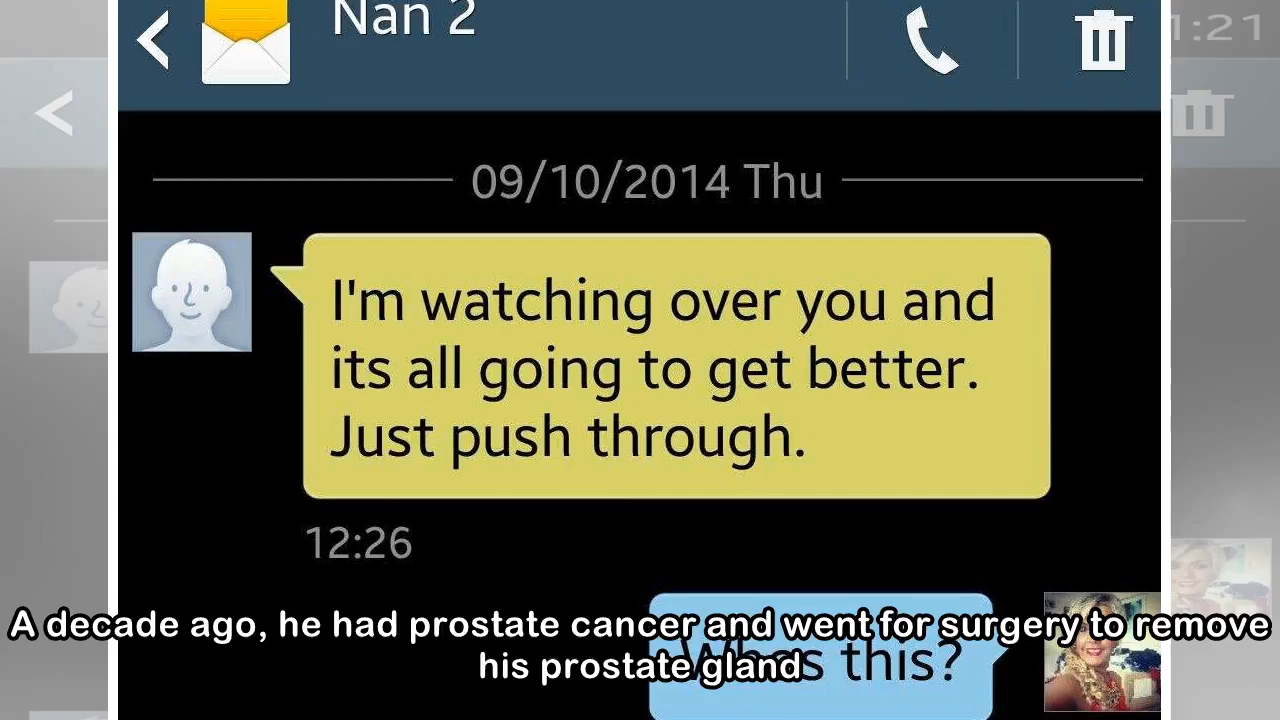 Nan 2
1:21
09/10/2014 Thu
I'm watching over you and
its all going to get better.
Just push through.
12:26
A decade ago, he had prostate cancer and went for surgery to remove
his prostate gland
this?